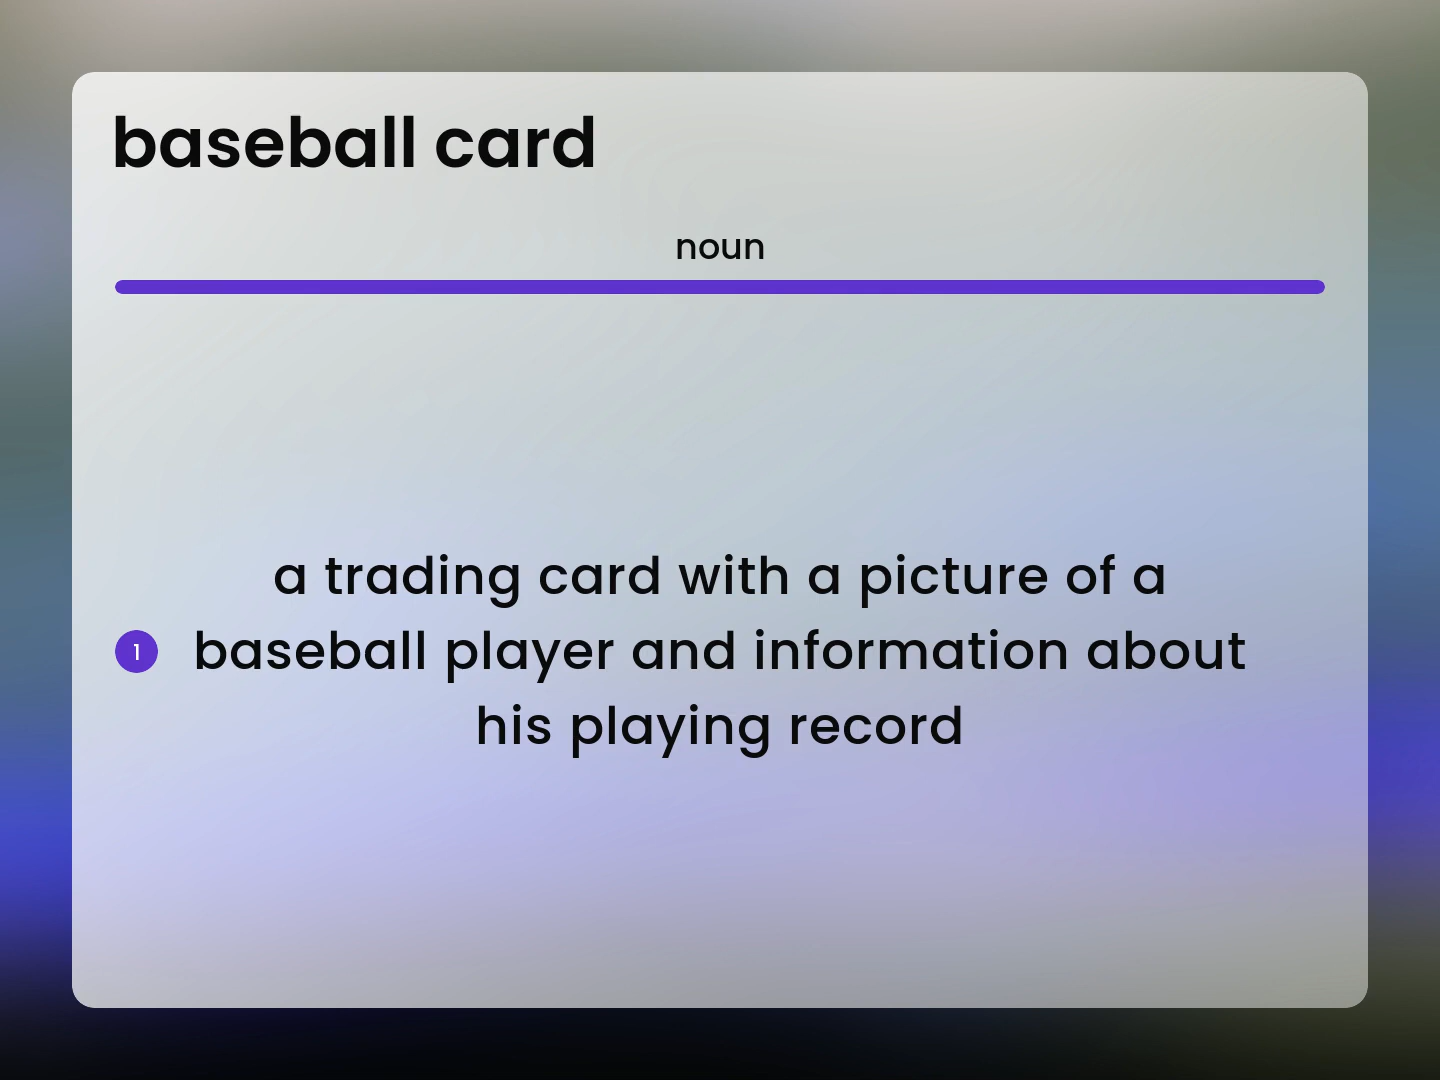 baseball card
noun
a trading card with a picture of a
1 baseball player and information about
his playing record